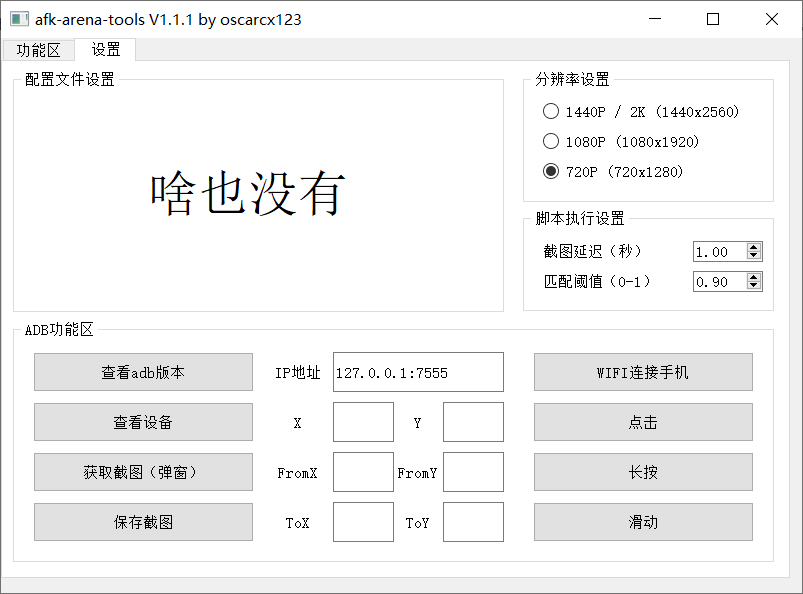 afk-arena-tools V1.1.1 by oscarcx123
功能区 设置
配置文件设置
啥也没有
分辨率设置
1440P / 2K (1440x2560)
1080P (1080x1920)
720P (720x1280)
脚本执行设置
截图延迟（秒） 1.00
匹配阈值（0-1） 0.90
ADB功能区
查看adb版本 IP地址 127.0.0.1:7555 WIFI连接手机
查看设备 X Y 点击
获取截图（弹窗） FromX FromY 长按
保存截图 ToX ToY 滑动